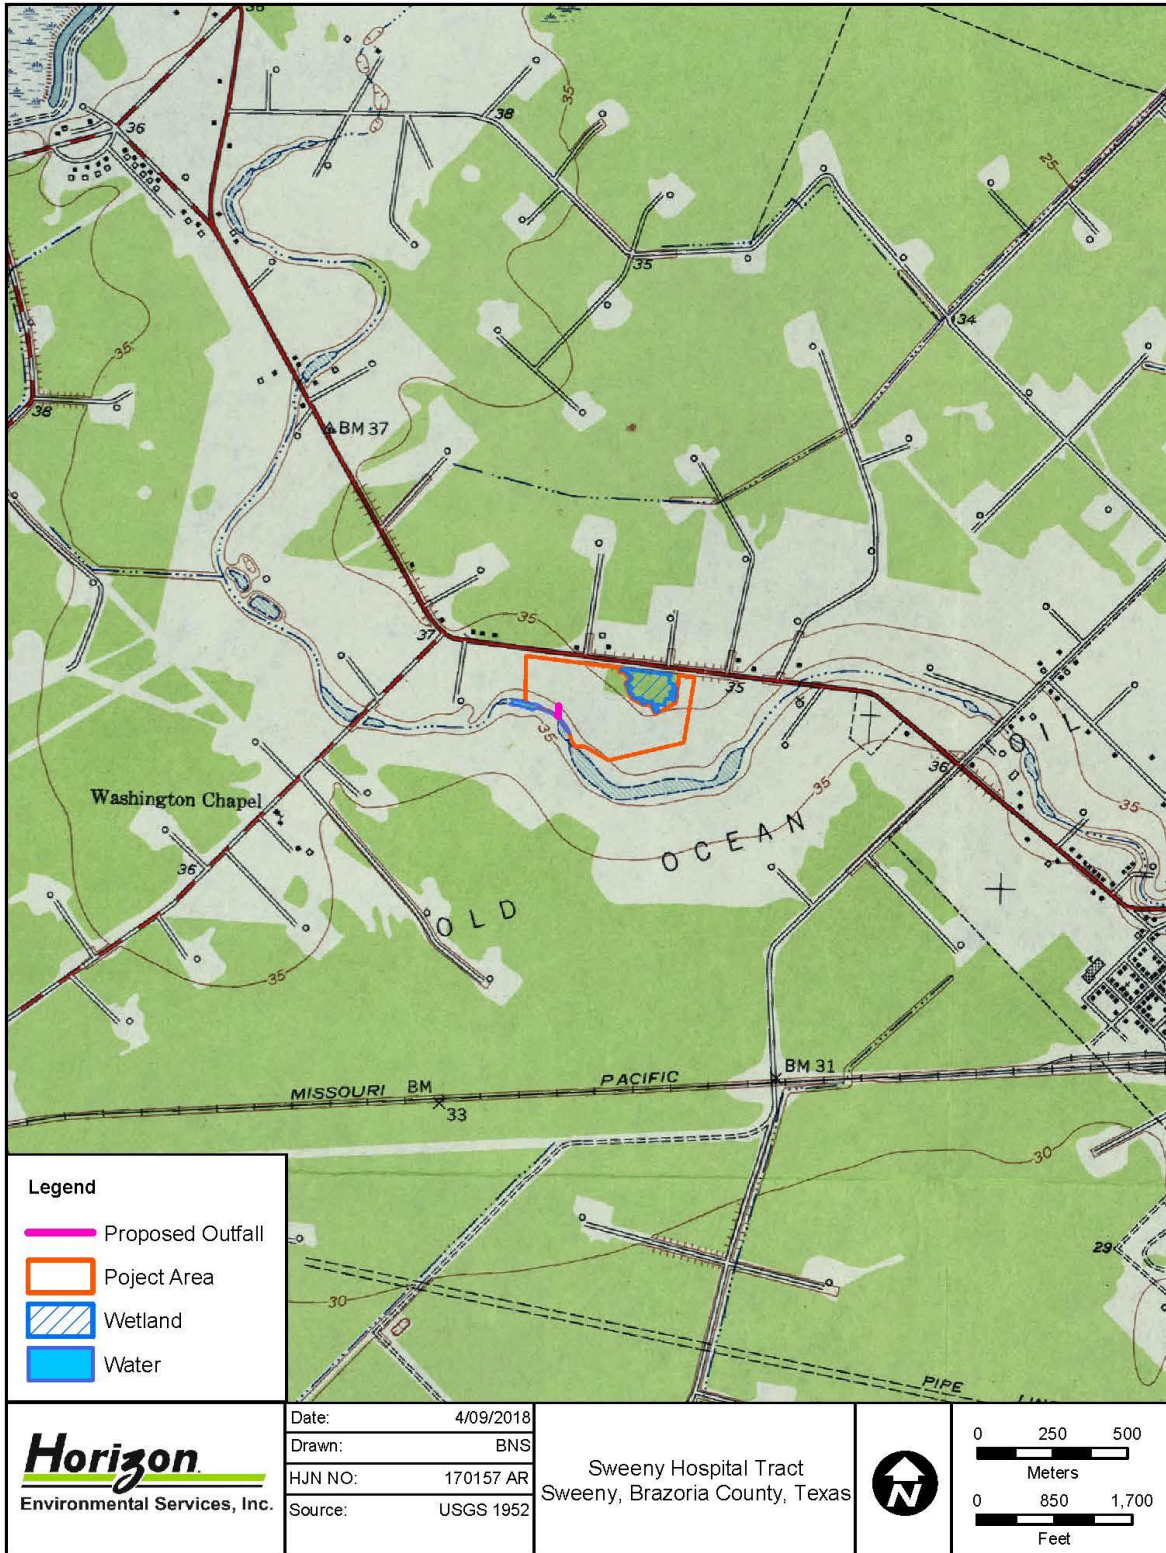 38
36
38
35
25
35
34
35
38
BM 37
35
37
35
35
OIL
36
35
35
Washington Chapel
36
OCEAN
OLD
35
BM 31
MISSOURI
BM
PACIFIC
33
30
29
30
PIPE
Legend
Proposed Outfall
Poject Area
Wetland
Water
Horizon
Environmental Services, Inc.
Date: 4/09/2018
Drawn: BNS
HJN NO: 170157 AR
Source: USGS 1952
Sweeny Hospital Tract
Sweeny, Brazoria County, Texas
N
0 250 500
Meters
0 850 1,700
Feet